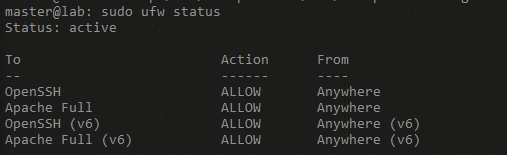 master@lab: sudo ufw status
Status: active
To Action From
-- ------ ----
OpenSSH ALLOW Anywhere
Apache Full ALLOW Anywhere
OpenSSH (v6) ALLOW Anywhere (v6)
Apache Full (v6) ALLOW Anywhere (v6)